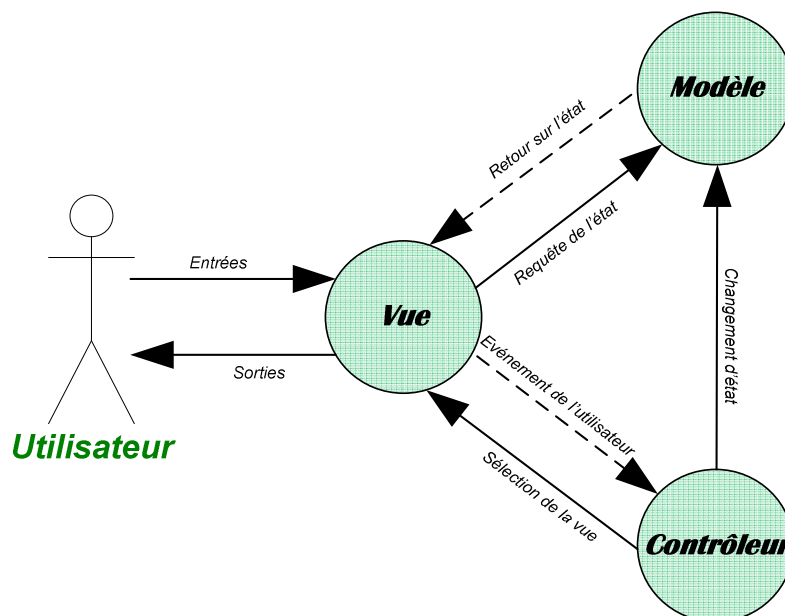 Modèle
Retour sur l'état
Requête de l'état
Entrées
Vue
Changement d'état
Sorties
Evénement de l'utilisateur
Utilisateur
Sélection de la vue
Contrôleur